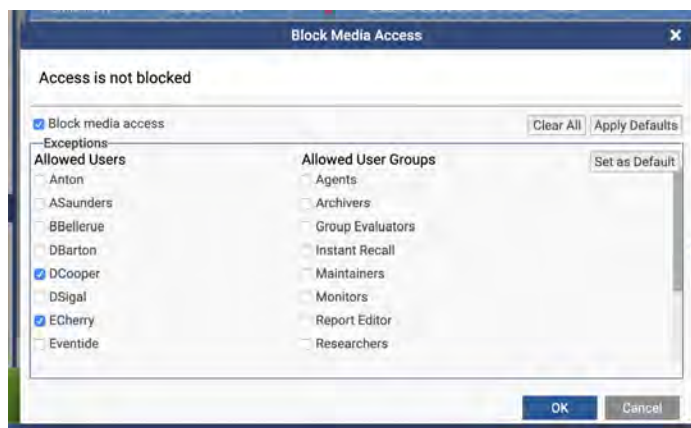 Block Media Access
Access is not blocked
Block media access
Clear All
Apply Defaults
Exceptions
Allowed Users
Allowed User Groups
Set as Default
Anton
Agents
ASaunders
Archivers
BBellerue
Group Evaluators
DBarton
Instant Recall
DCooper
Maintainers
DSigal
Monitors
ECherry
Report Editor
Eventide
Researchers
OK
Cancel